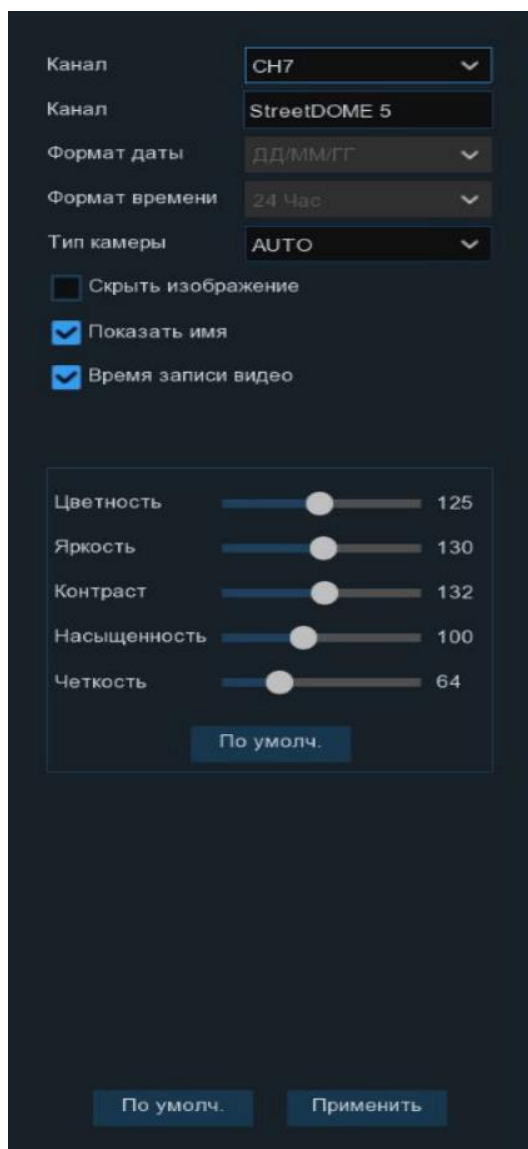 Канал CH7
Канал StreetDOME 5
Формат даты ДД/ММ/ГГ
Формат времени 24 Час
Тип камеры AUTO
Скрыть изображение
Показать имя
Время записи видео
Цветность 125
Яркость 130
Контраст 132
Насыщенность 100
Четкость 64
По умолч.
По умолч. Применить